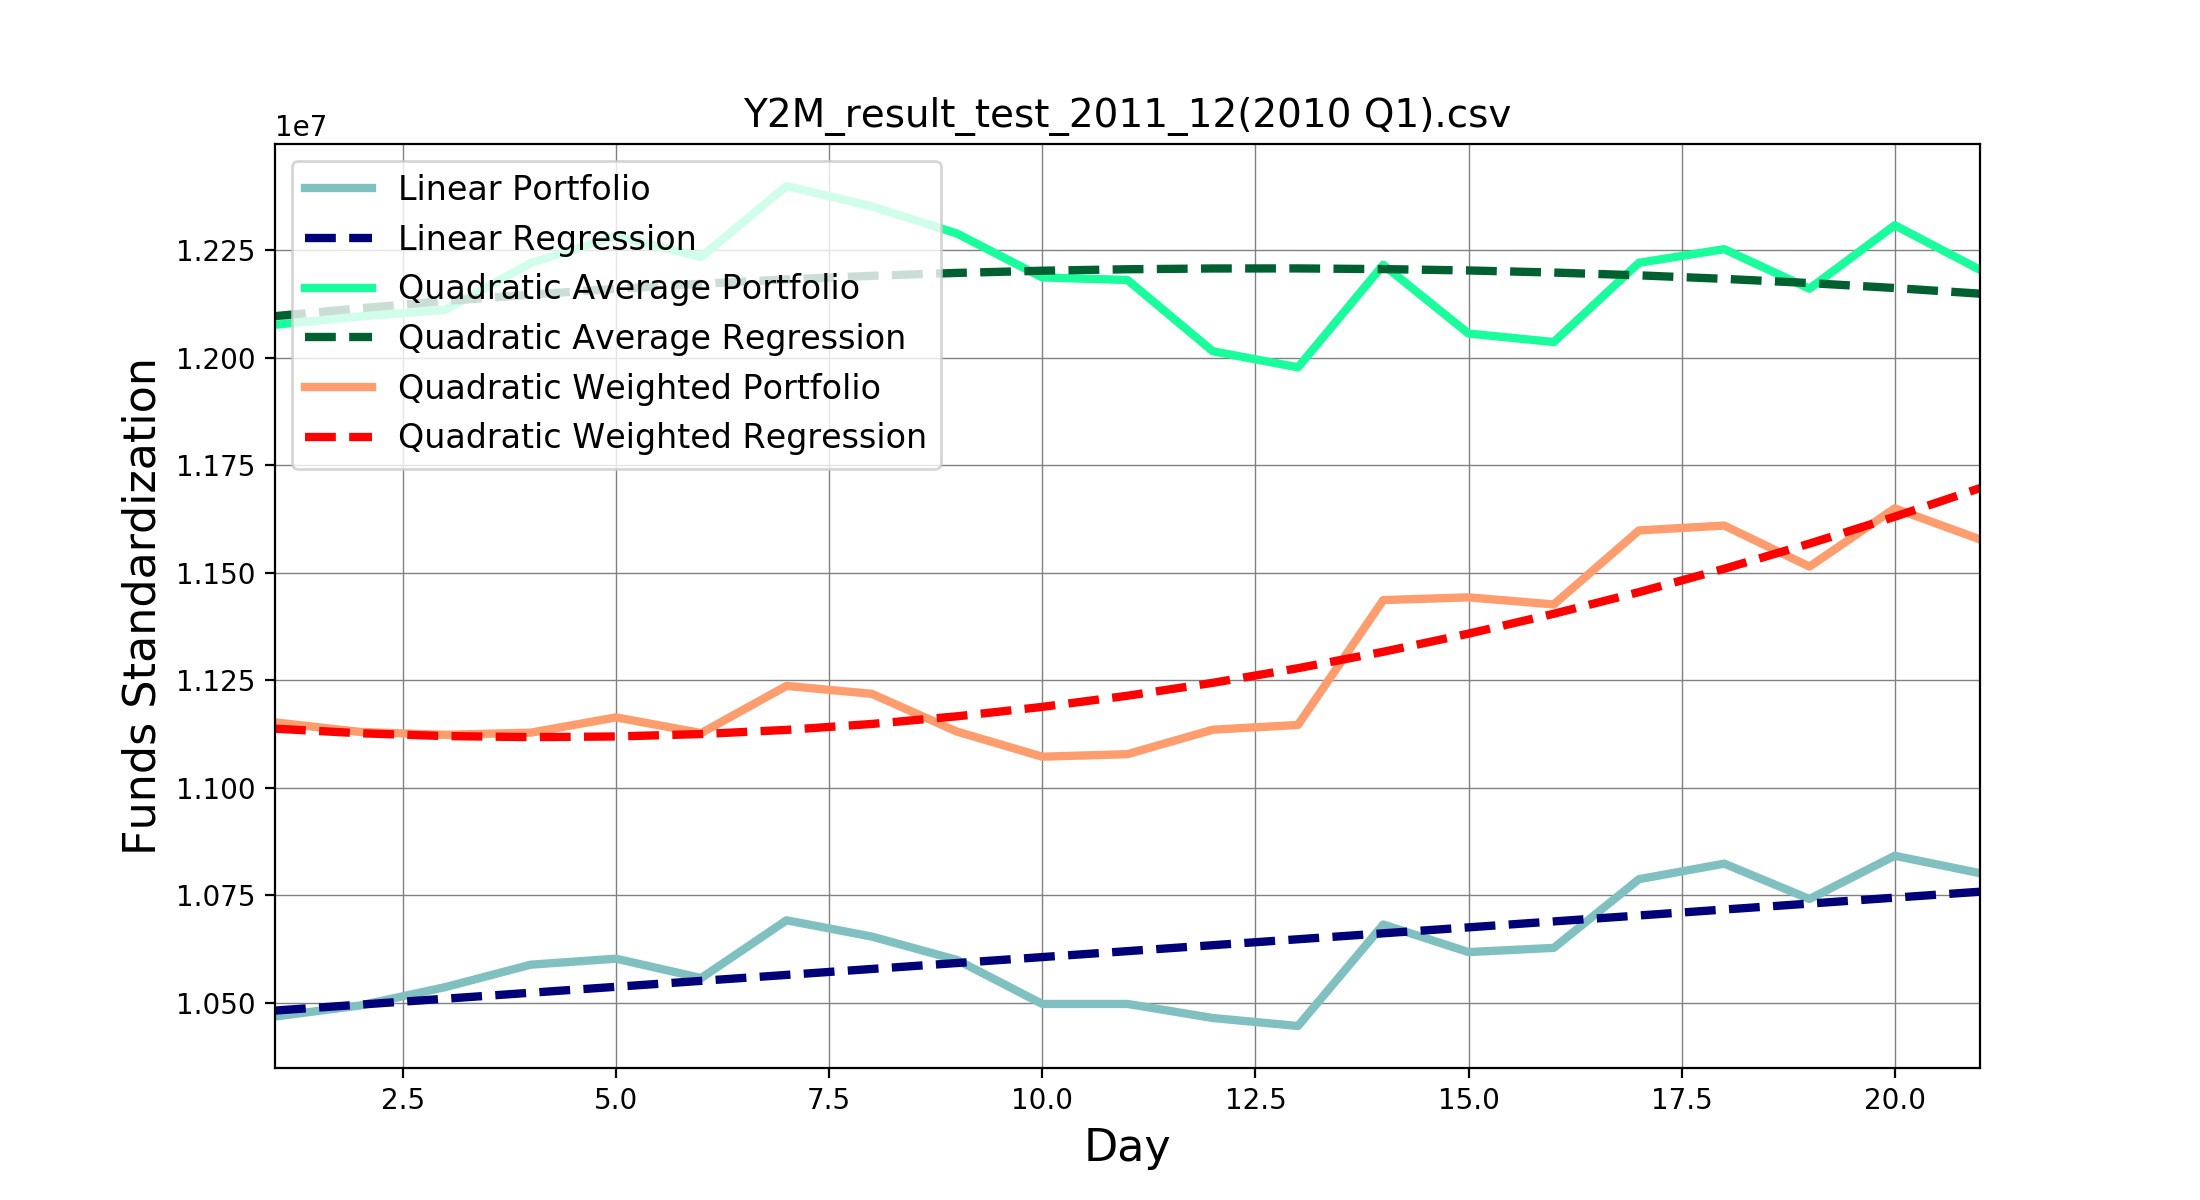 Y2M_result_test_2011_12(2010 Q1).csv
1e7
Linear Portfolio
Linear Regression
Quadratic Average Portfolio
Quadratic Average Regression
Quadratic Weighted Portfolio
Quadratic Weighted Regression
Funds Standardization
1.225
1.200
1.175
1.150
1.125
1.100
1.075
1.050
2.5 5.0 7.5 10.0 12.5 15.0 17.5 20.0
Day